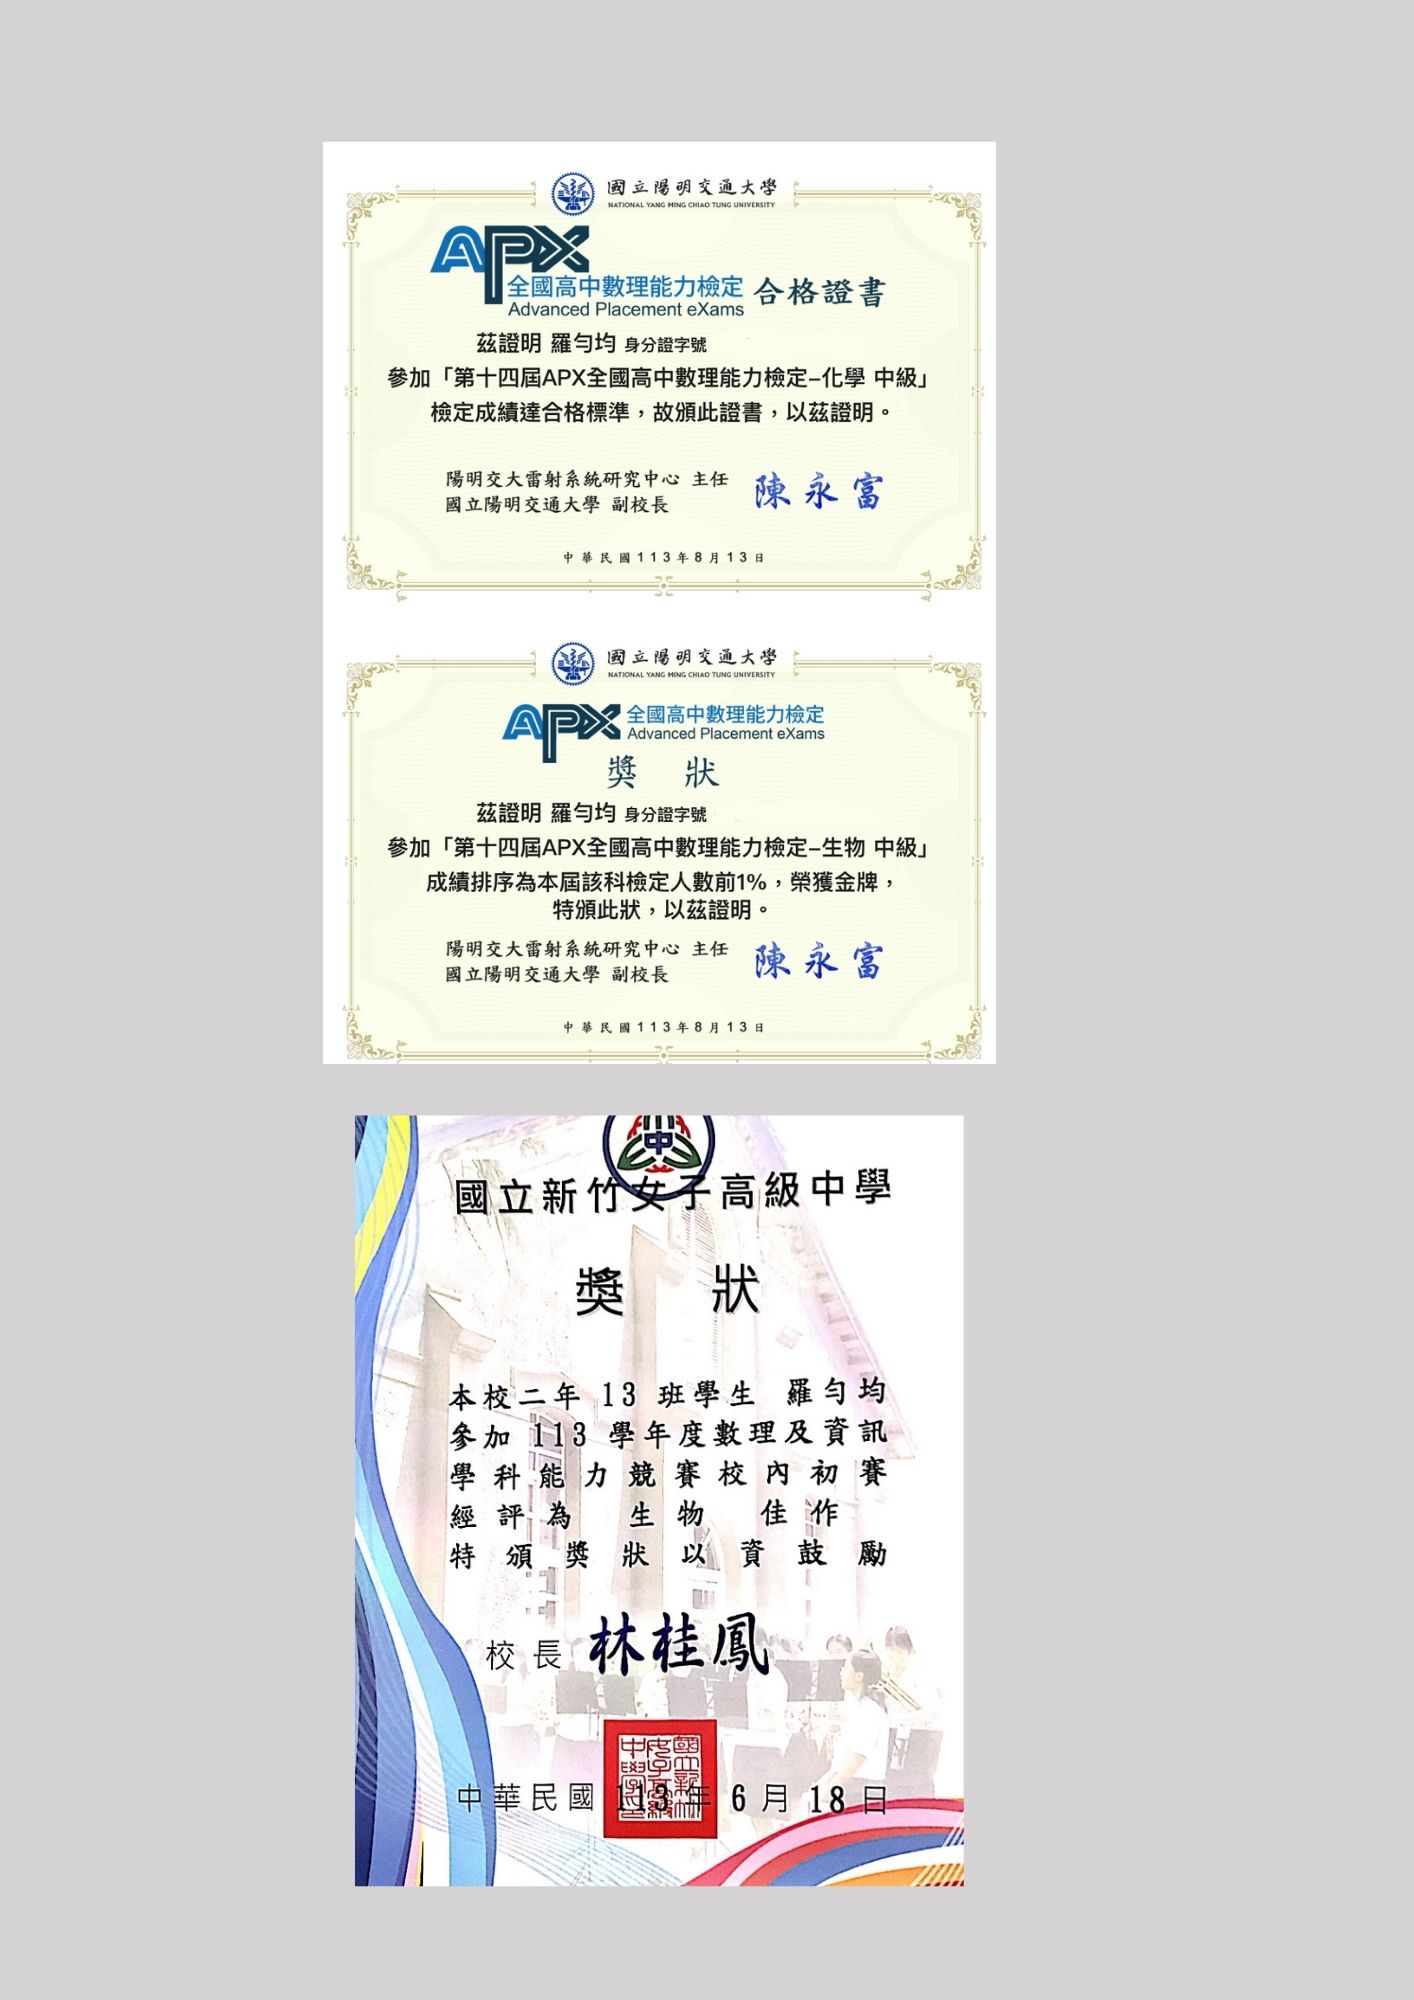 國立陽明交通大學
NATIONAL YANG MING CHIAO TUNG UNIVERSITY
APX
全國高中數理能力檢定 合格證書
Advanced Placement eXams
茲證明 羅勻均 身分證字號
參加「第十四屆APX全國高中數理能力檢定–化學 中級」
檢定成績達合格標準，故頒此證書，以茲證明。
陽明交大雷射系統研究中心 主任
國立陽明交通大學 副校長
陳永富
中華民國113年8月13日
國立陽明交通大學
NATIONAL YANG MING CHIAO TUNG UNIVERSITY
APX 全國高中數理能力檢定
Advanced Placement eXams
獎 狀
茲證明 羅勻均 身分證字號
參加「第十四屆APX全國高中數理能力檢定–生物 中級」
成績排序為本屆該科檢定人數前1%，榮獲金牌，
特頒此狀，以茲證明。
陽明交大雷射系統研究中心 主任
國立陽明交通大學 副校長
陳永富
中華民國113年8月13日
中
國立新竹女子高級中學
獎 狀
本校二年 13 班學生 羅勻均
參加 113 學年度數理及資訊
學科能力競賽校內初賽
經評為 生物 佳作
特頒獎狀以資鼓勵
校長 林桂鳳
中華民國 113 年 6 月 18 日